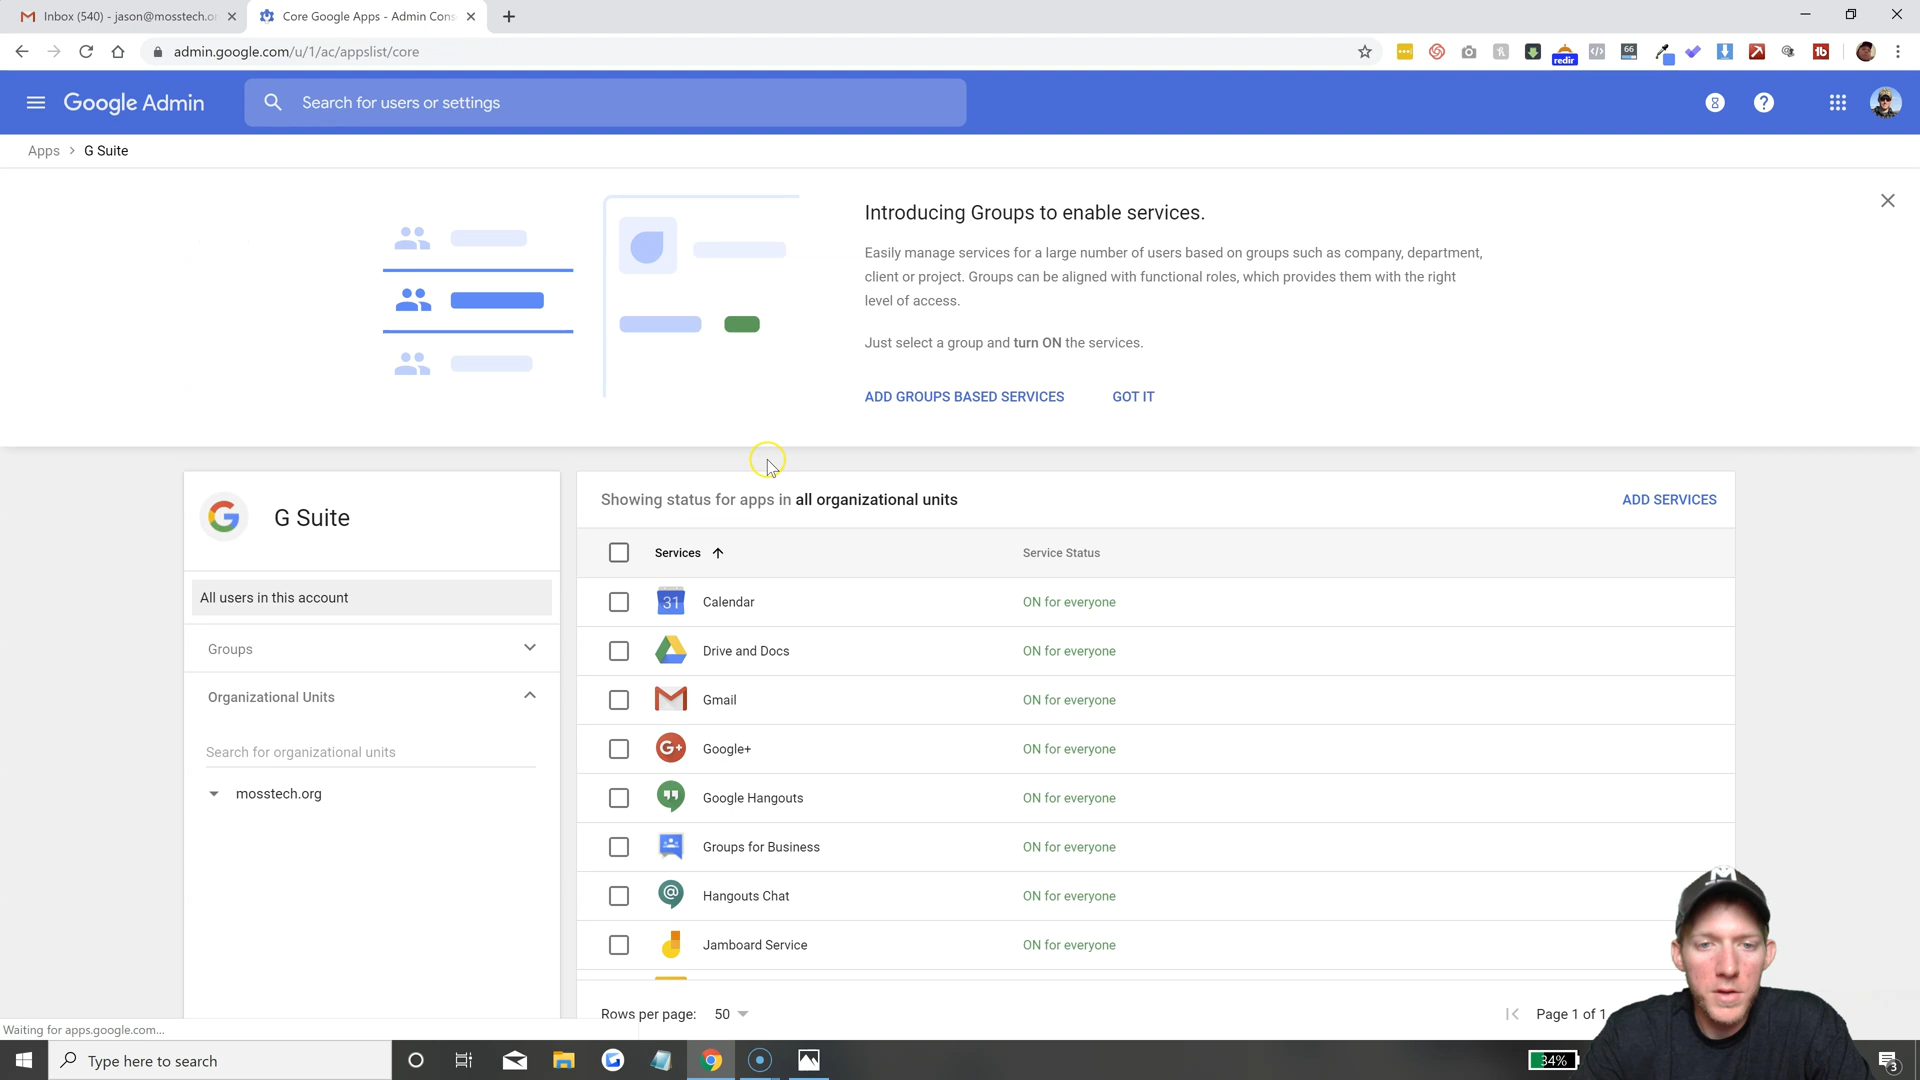 Inbox (540) - jason@mosstech.or
Core Google Apps - Admin Cons
admin.google.com/u/1/ac/appslist/core
66
redir
tb
Google Admin
Search for users or settings
Apps
G Suite
Introducing Groups to enable services.
Easily manage services for a large number of users based on groups such as company, department,
client or project. Groups can be aligned with functional roles, which provides them with the right
level of access.
Just select a group and turn ON the services.
ADD GROUPS BASED SERVICES
GOT IT
G Suite
All users in this account
Groups
Organizational Units
Search for organizational units
mosstech.org
Showing status for apps in all organizational units
ADD SERVICES
Services
Service Status
31
Calendar
ON for everyone
Drive and Docs
ON for everyone
Gmail
ON for everyone
G+
Google+
ON for everyone
Google Hangouts
ON for everyone
Groups for Business
ON for everyone
@
Hangouts Chat
ON for everyone
Jamboard Service
ON for everyone
Rows per page: 50
Page 1 of 1
Waiting for apps.google.com...
Type here to search
34%
3